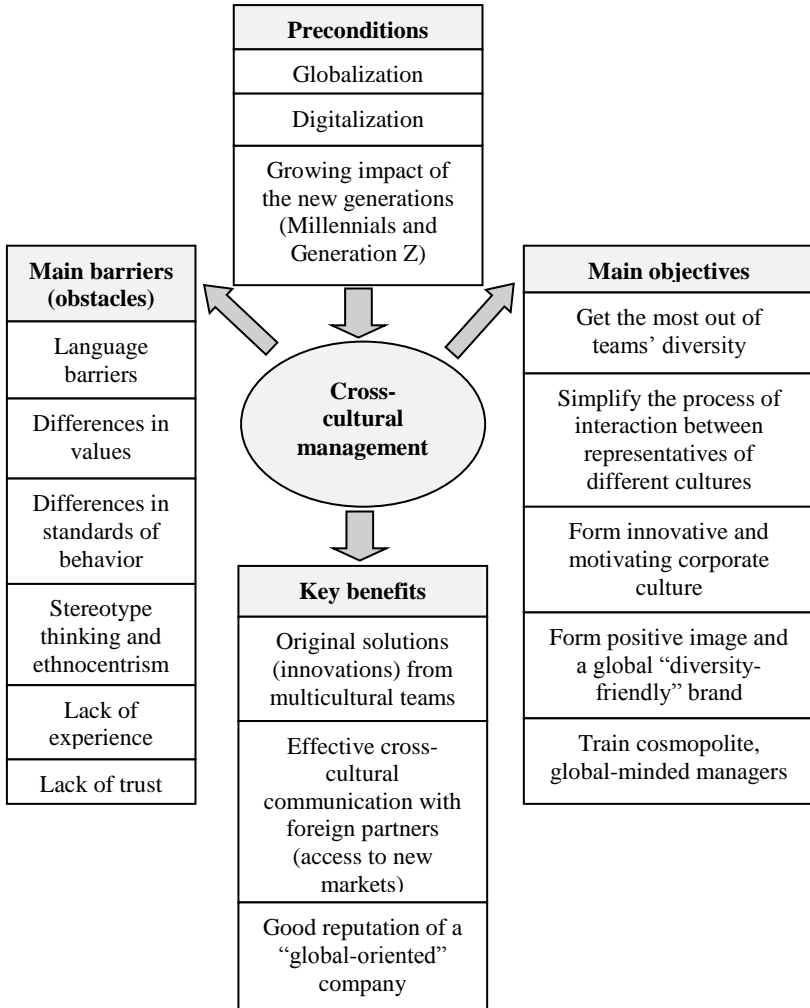 Preconditions
Globalization
Digitalization
Growing impact of
the new generations
(Millennials and
Generation Z)
Main barriers
(obstacles)
Language
barriers
Differences in
values
Differences in
standards of
behavior
Stereotype
thinking and
ethnocentrism
Lack of
experience
Lack of trust
Cross-
cultural
management
Key benefits
Original solutions
(innovations) from
multicultural teams
Effective cross-
cultural
communication with
foreign partners
(access to new
markets)
Good reputation of a
“global-oriented”
company
Main objectives
Get the most out of
teams’ diversity
Simplify the process of
interaction between
representatives of
different cultures
Form innovative and
motivating corporate
culture
Form positive image and
a global “diversity-
friendly” brand
Train cosmopolite,
global-minded managers